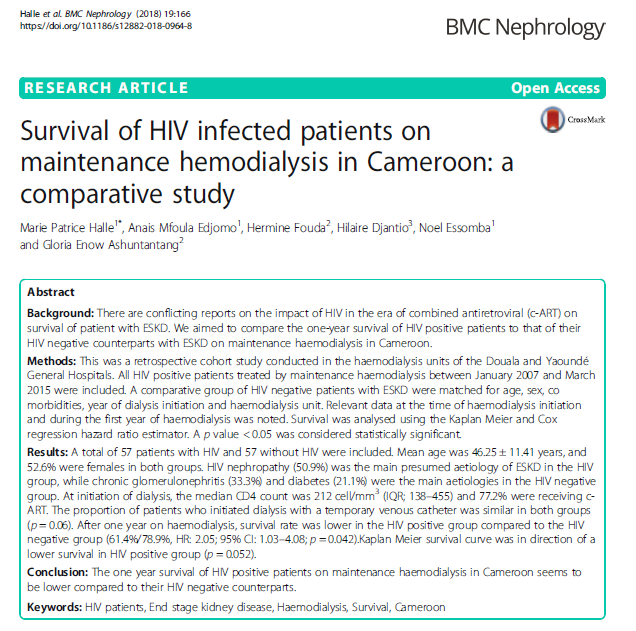 Halle et al. BMC Nephrology (2018) 19:166
https://doi.org/10.1186/s12882-018-0964-8
BMC Nephrology
RESEARCH ARTICLE
Open Access
CrossMark
Survival of HIV infected patients on
maintenance hemodialysis in Cameroon: a
comparative study
Marie Patrice Halle1*, Anais Mfoula Edjomo1, Hermine Fouda2, Hilaire Djantio3, Noel Essomba1
and Gloria Enow Ashuntantang2
Abstract
Background: There are conflicting reports on the impact of HIV in the era of combined antiretroviral (c-ART) on
survival of patient with ESKD. We aimed to compare the one-year survival of HIV positive patients to that of their
HIV negative counterparts with ESKD on maintenance haemodialysis in Cameroon.
Methods: This was a retrospective cohort study conducted in the haemodialysis units of the Douala and Yaoundé
General Hospitals. All HIV positive patients treated by maintenance haemodialysis between January 2007 and March
2015 were included. A comparative group of HIV negative patients with ESKD were matched for age, sex, co
morbidities, year of dialysis initiation and haemodialysis unit. Relevant data at the time of haemodialysis initiation
and during the first year of haemodialysis was noted. Survival was analysed using the Kaplan Meier and Cox
regression hazard ratio estimator. A p value < 0.05 was considered statistically significant.
Results: A total of 57 patients with HIV and 57 without HIV were included. Mean age was 46.25 ± 11.41 years, and
52.6% were females in both groups. HIV nephropathy (50.9%) was the main presumed aetiology of ESKD in the HIV
group, while chronic glomerulonephritis (33.3%) and diabetes (21.1%) were the main aetiologies in the HIV negative
group. At initiation of dialysis, the median CD4 count was 212 cell/mm3 (IQR; 138–455) and 77.2% were receiving c-
ART. The proportion of patients who initiated dialysis with a temporary venous catheter was similar in both groups
(p = 0.06). After one year on haemodialysis, survival rate was lower in the HIV positive group compared to the HIV
negative group (61.4%/78.9%, HR: 2.05; 95% CI: 1.03–4.08; p = 0.042).Kaplan Meier survival curve was in direction of a
lower survival in HIV positive group (p = 0.052).
Conclusion: The one year survival of HIV positive patients on maintenance haemodialysis in Cameroon seems to
be lower compared to their HIV negative counterparts.
Keywords: HIV patients, End stage kidney disease, Haemodialysis, Survival, Cameroon